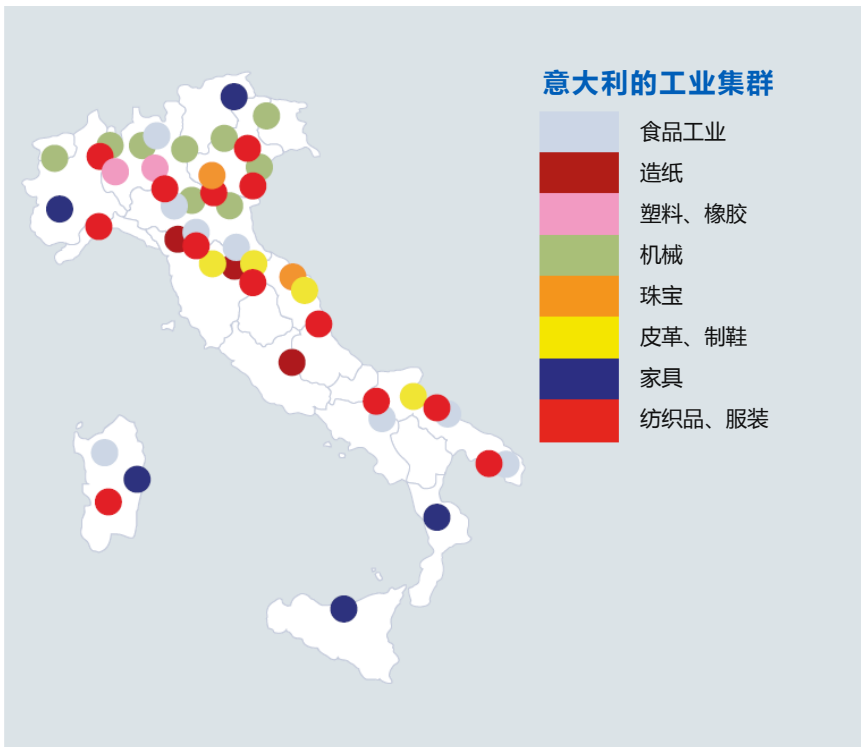 意大利的工业集群
食品工业
造纸
塑料、橡胶
机械
珠宝
皮革、制鞋
家具
纺织品、服装